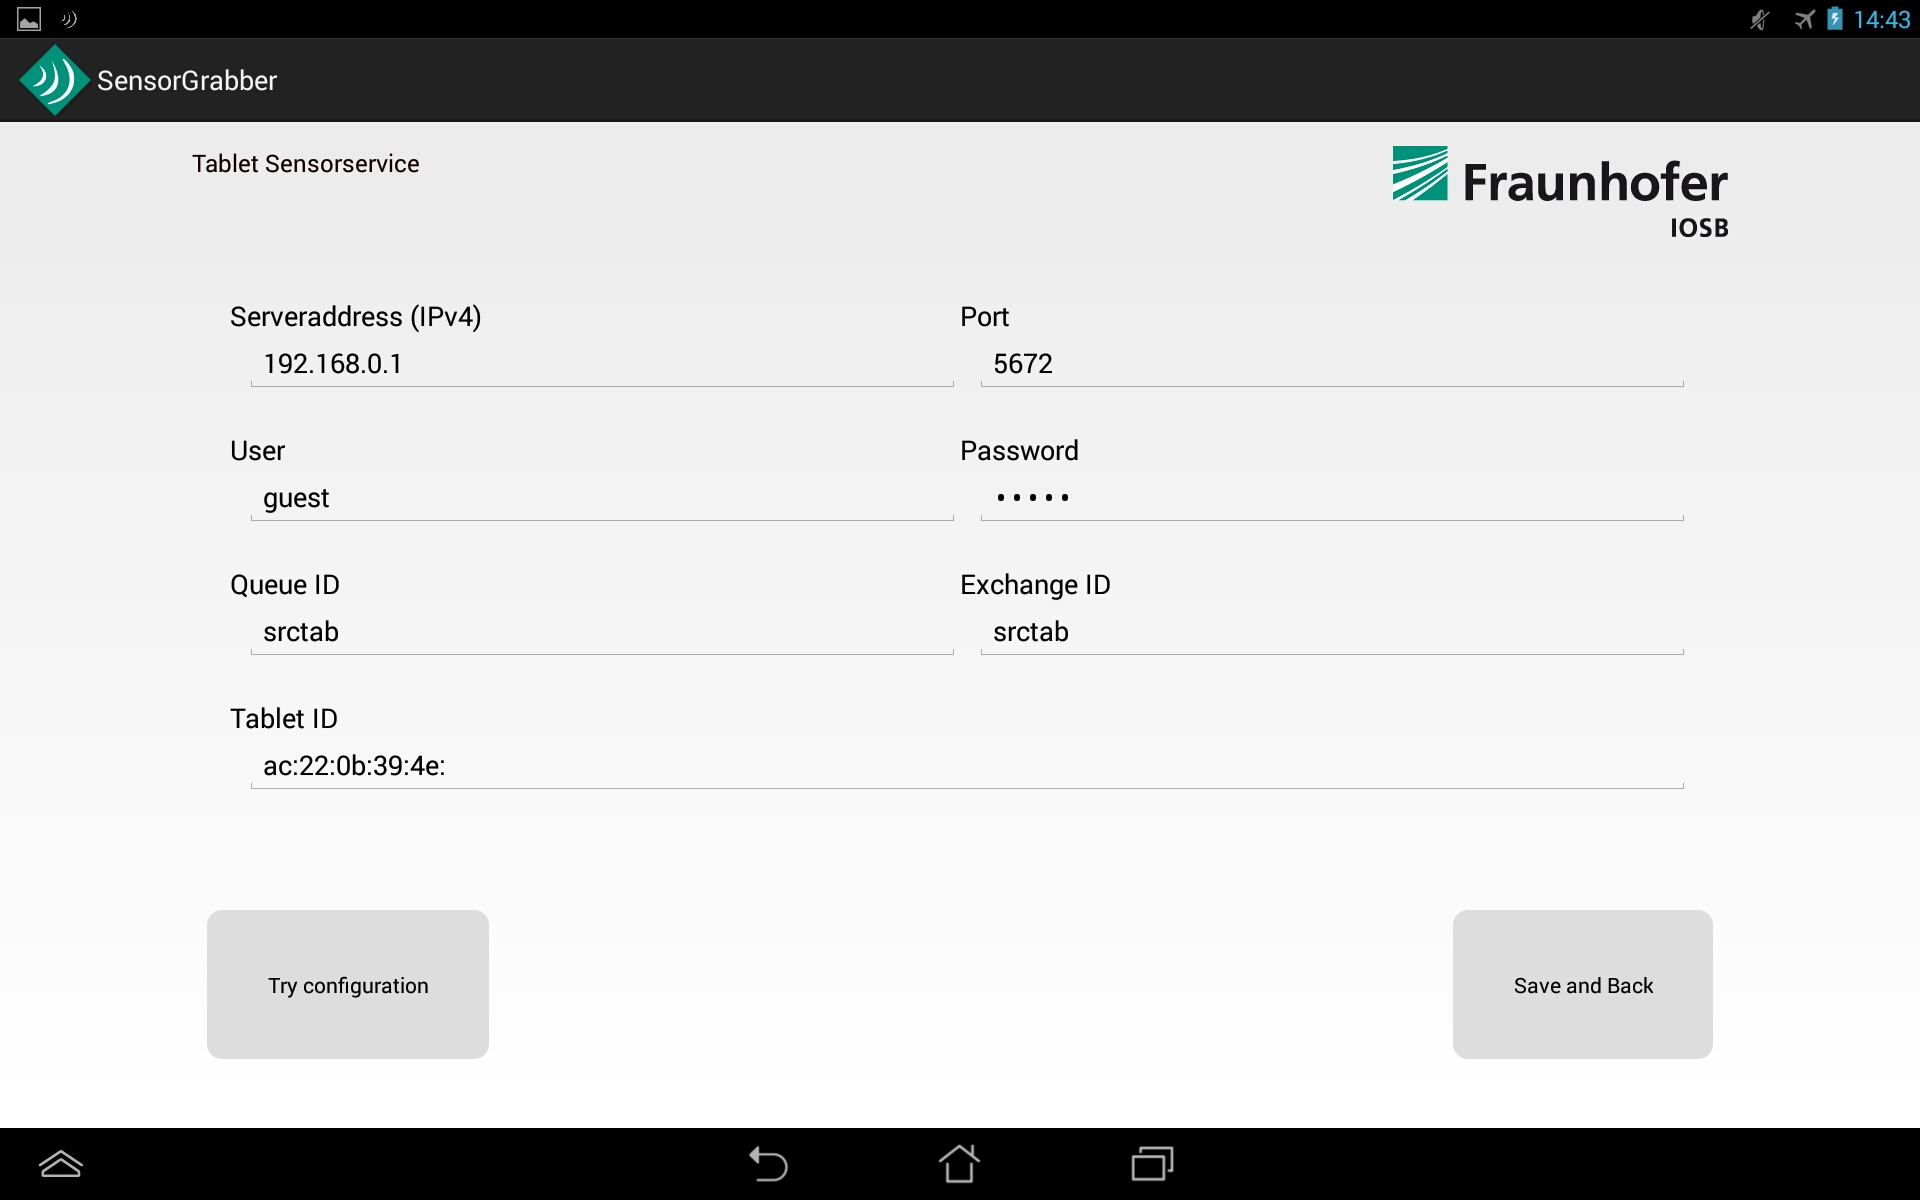 14:43
SensorGrabber
Tablet Sensorservice
Fraunhofer
IOSB
Serveraddress (IPv4)
Port
192.168.0.1
5672
User
Password
guest
•••••
Queue ID
Exchange ID
srctab
srctab
Tablet ID
ac:22:0b:39:4e:
Try configuration
Save and Back